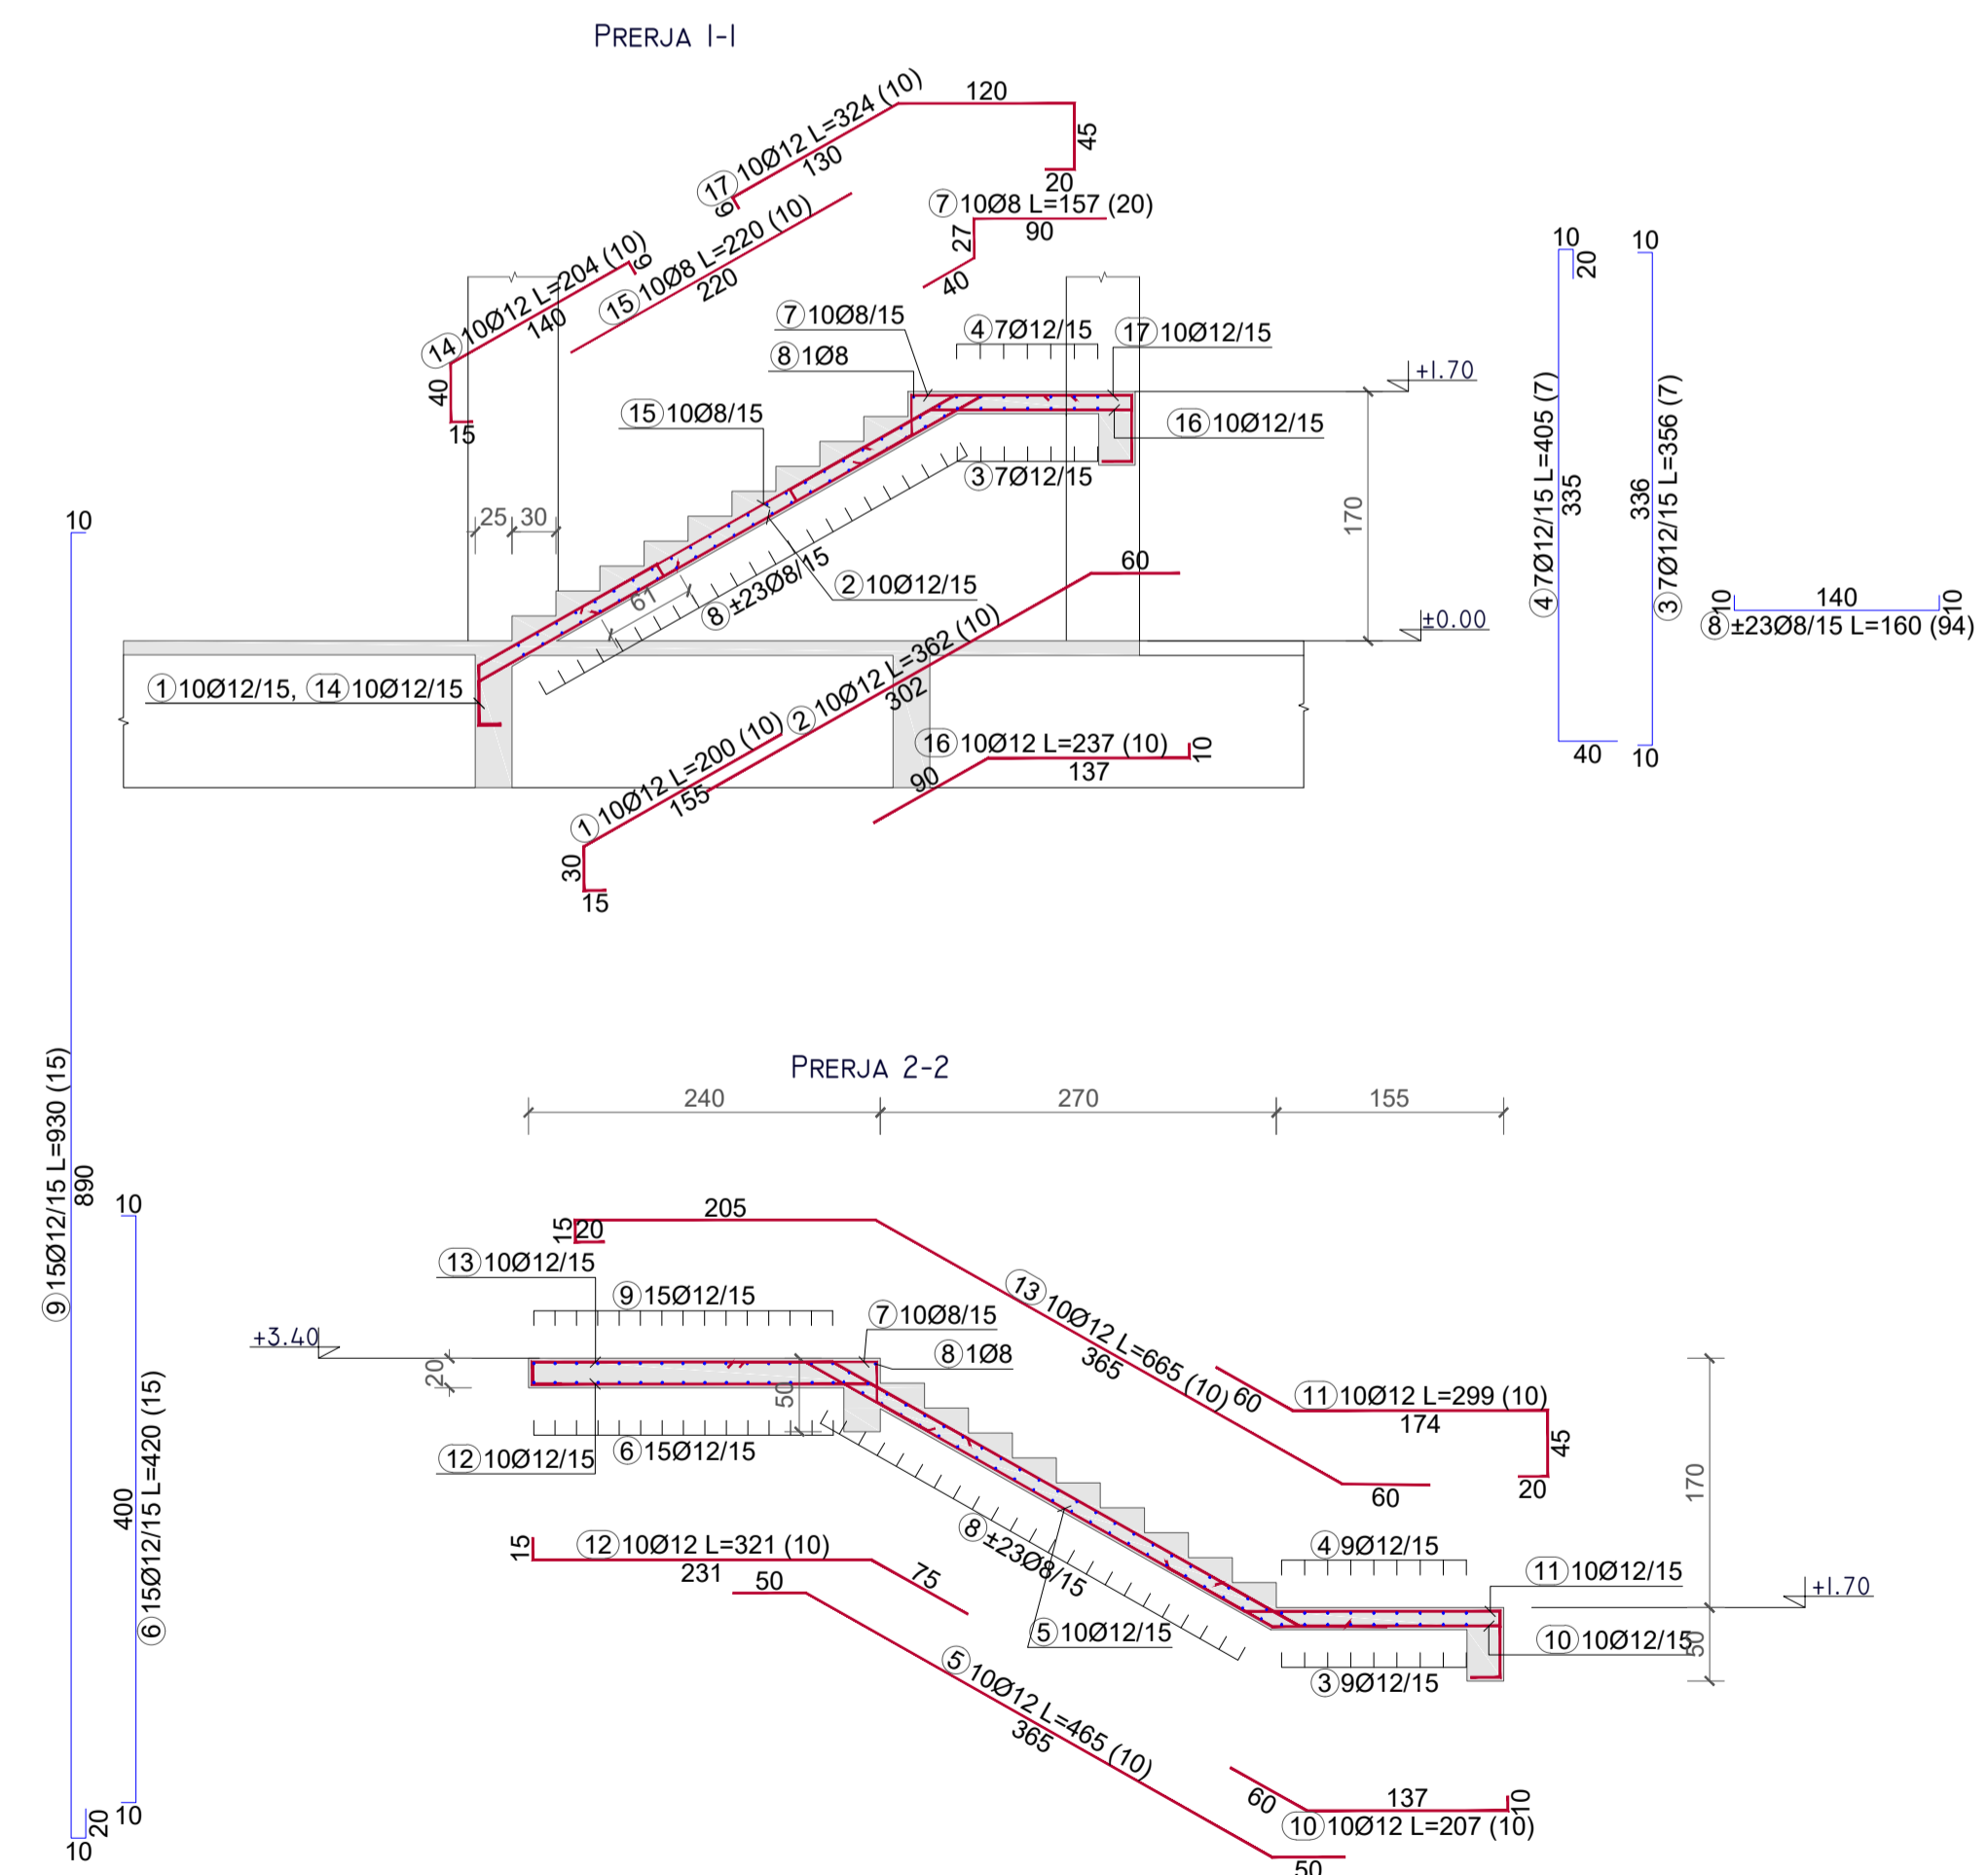 PRERJA 1-1
17 10Ø12 L=324 (10)
130
120
45
20
9
7 10Ø8 L=157 (20)
27
90
40
14 10Ø12 L=204 (10)
140
9
40
15
15 10Ø8 L=220 (10)
220
7 10Ø8/15
8 1Ø8
4 7Ø12/15
17 10Ø12/15
+1.70
15 10Ø8/15
16 10Ø12/15
3 7Ø12/15
25
30
170
61
8 ±23Ø8/15
2 10Ø12/15
60
±0.00
1 10Ø12/15, 14 10Ø12/15
2 10Ø12 L=362 (10)
302
16 10Ø12 L=237 (10)
137
10
90
1 10Ø12 L=200 (10)
155
30
15
10
20
4 7Ø12/15 L=405 (7)
335
40
10
3 7Ø12/15 L=356 (7)
336
10
10
140
10
8 ±23Ø8/15 L=160 (94)
10
9 15Ø12/15 L=930 (15)
890
20
10
10
6 15Ø12/15 L=420 (15)
400
10
PRERJA 2-2
240
270
155
205
15
20
13 10Ø12 L=665 (10)
365
60
13 10Ø12/15
9 15Ø12/15
7 10Ø8/15
8 1Ø8
+3.40
20
50
6 15Ø12/15
12 10Ø12/15
60
11 10Ø12 L=299 (10)
174
45
20
170
8 ±23Ø8/15
15
12 10Ø12 L=321 (10)
231
75
50
4 9Ø12/15
11 10Ø12/15
+1.70
5 10Ø12/15
10 10Ø12/15
50
3 9Ø12/15
5 10Ø12 L=465 (10)
365
50
60
137
10
10 10Ø12 L=207 (10)